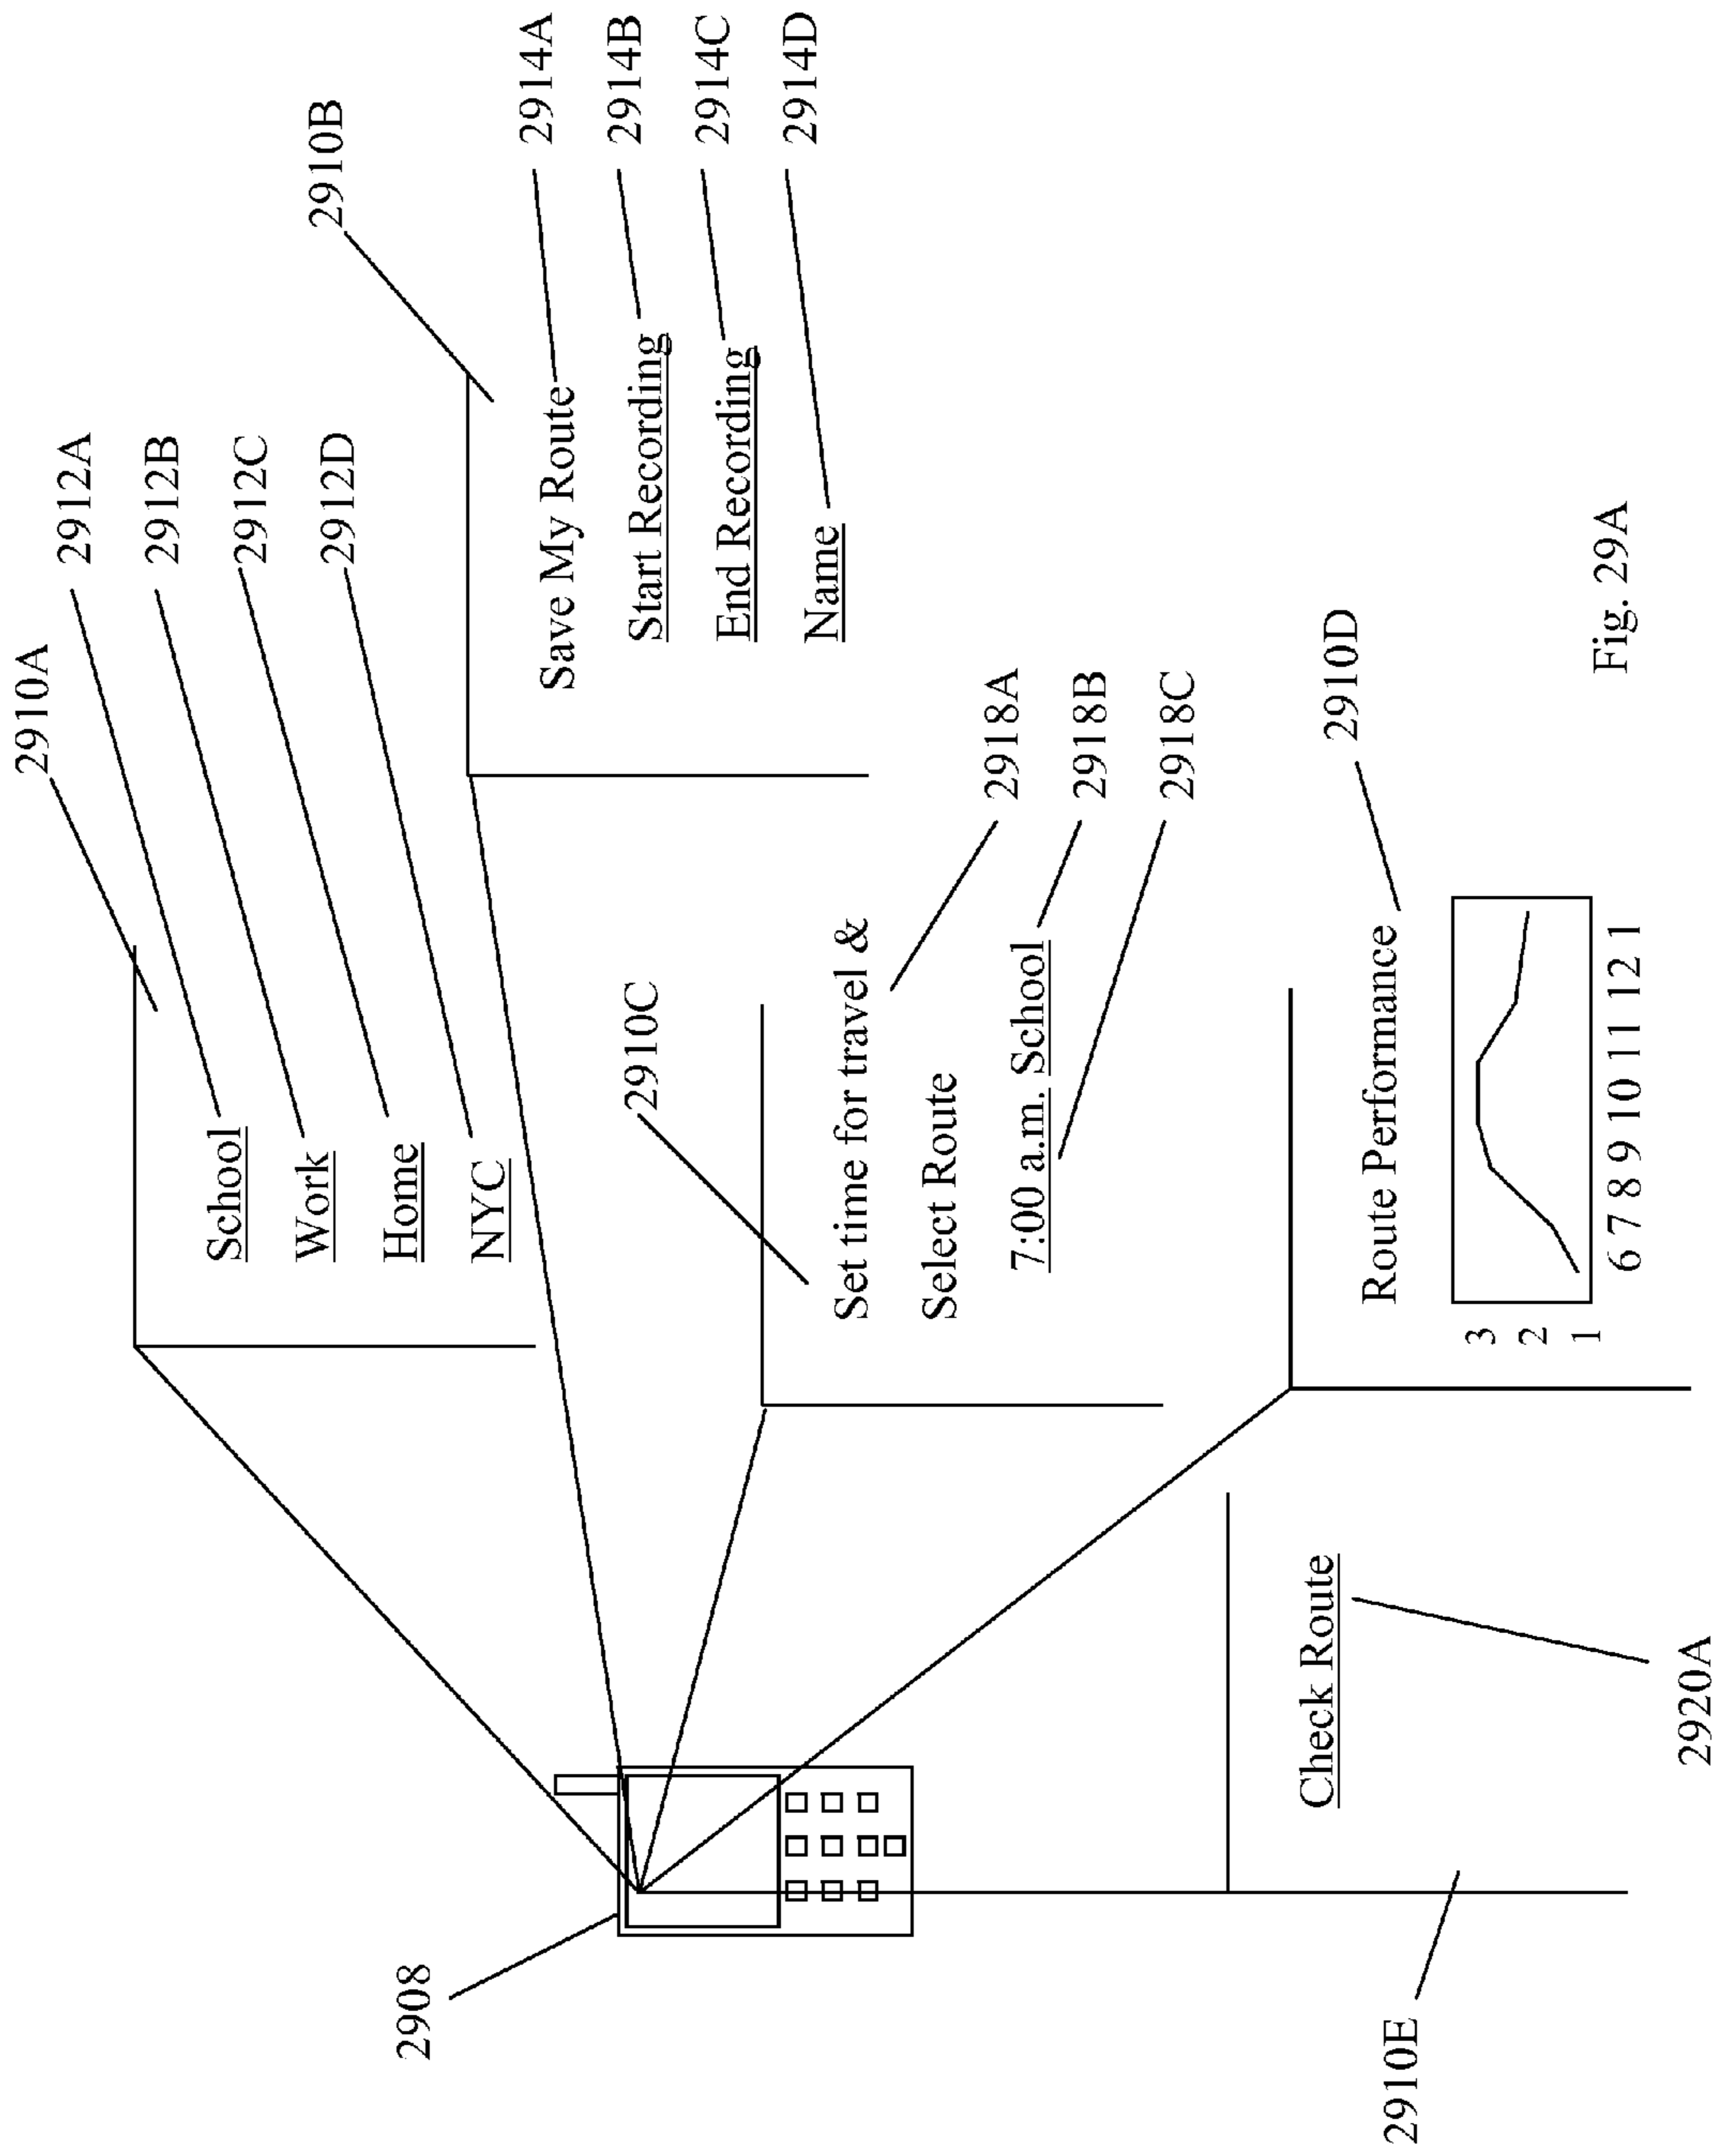 2910A
2912A
2912B
2912C
2912D
School
Work
Home
NYC
2910B
Save My Route
2914A
Start Recording
2914B
End Recording
2914C
Name
2914D
2908
2910C
Set time for travel &
Select Route
7:00 a.m. School
2918A
2918B
2918C
2910D
Route Performance
3
2
1
6 7 8 9 10 11 12 1
Check Route
2910E
2920A
Fig. 29A